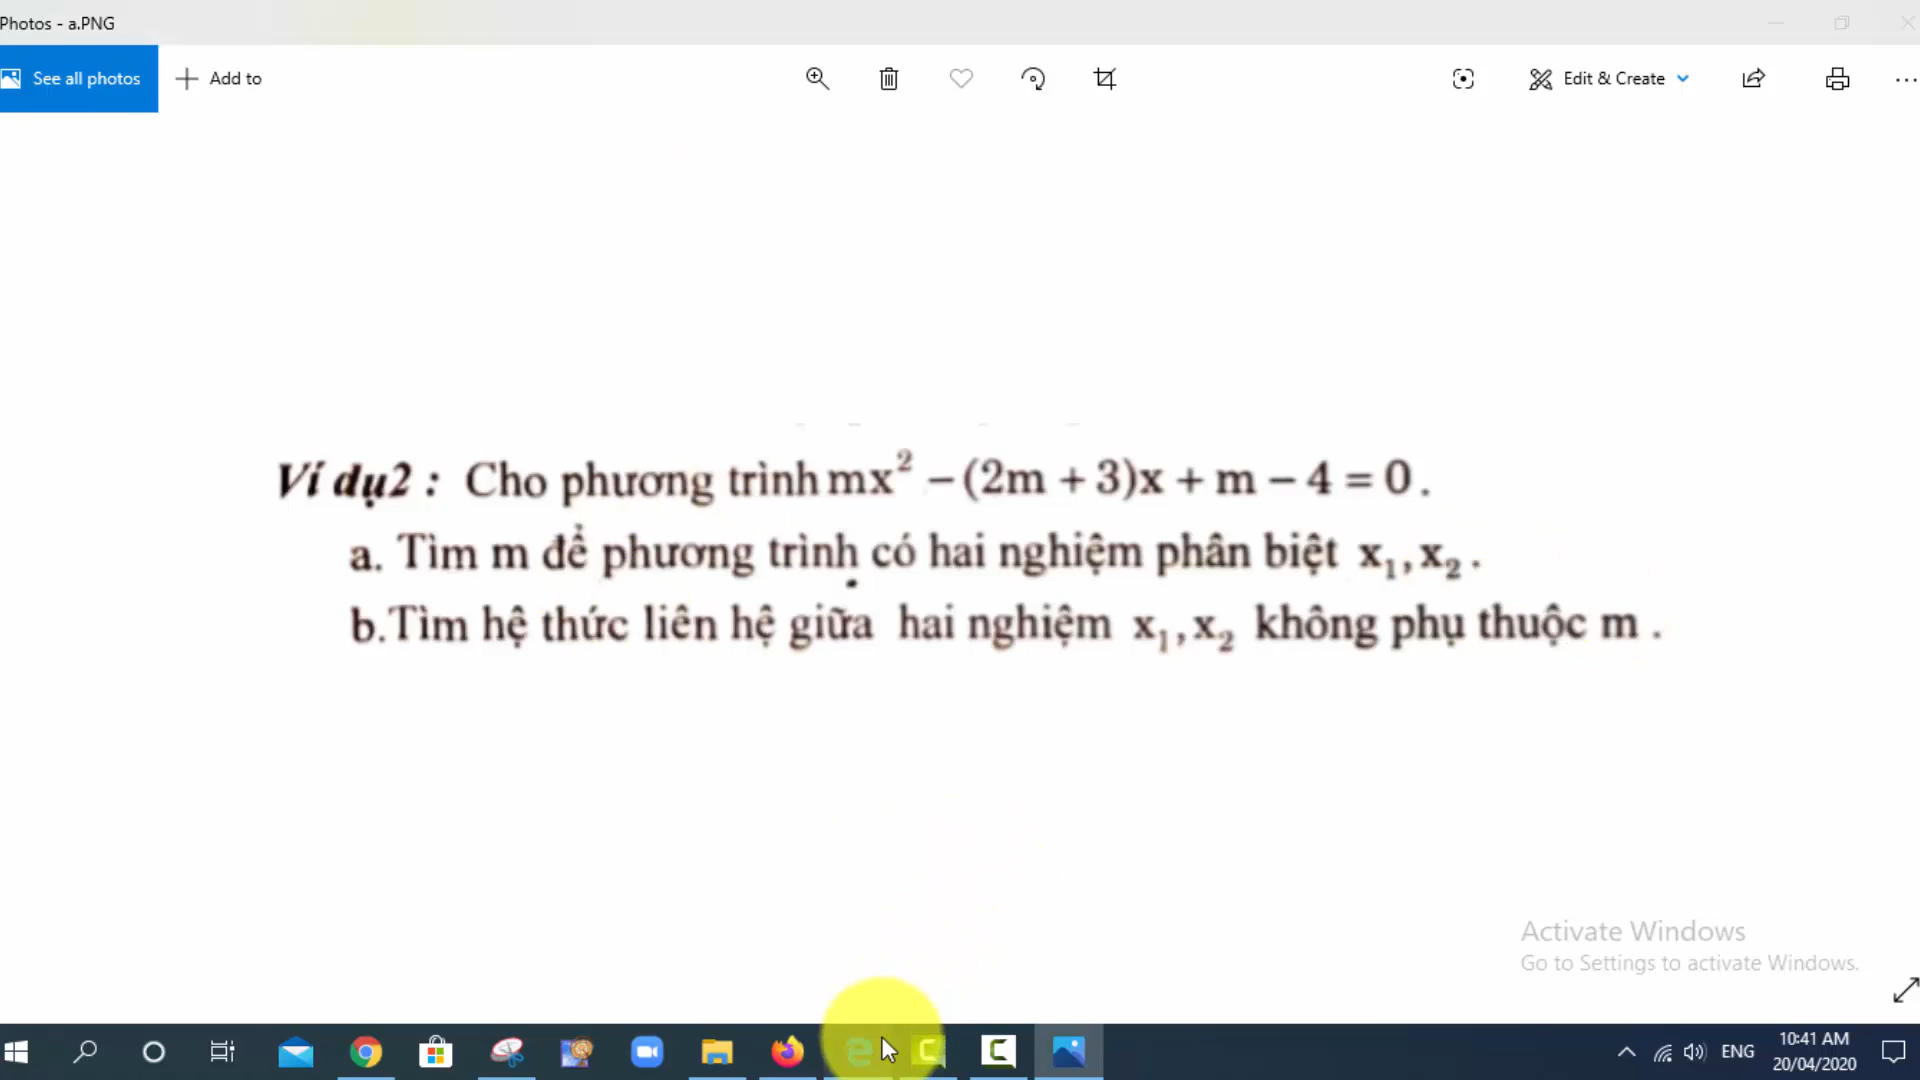 Photos - a.PNG
See all photos
Add to
Edit & Create
Ví dụ2 : Cho phương trình mx² – (2m + 3)x + m – 4 = 0 .
a. Tìm m để phương trình có hai nghiệm phân biệt x₁, x₂ .
b.Tìm hệ thức liên hệ giữa hai nghiệm x₁, x₂ không phụ thuộc m .
Activate Windows
Go to Settings to activate Windows.
ENG
10:41 AM
20/04/2020